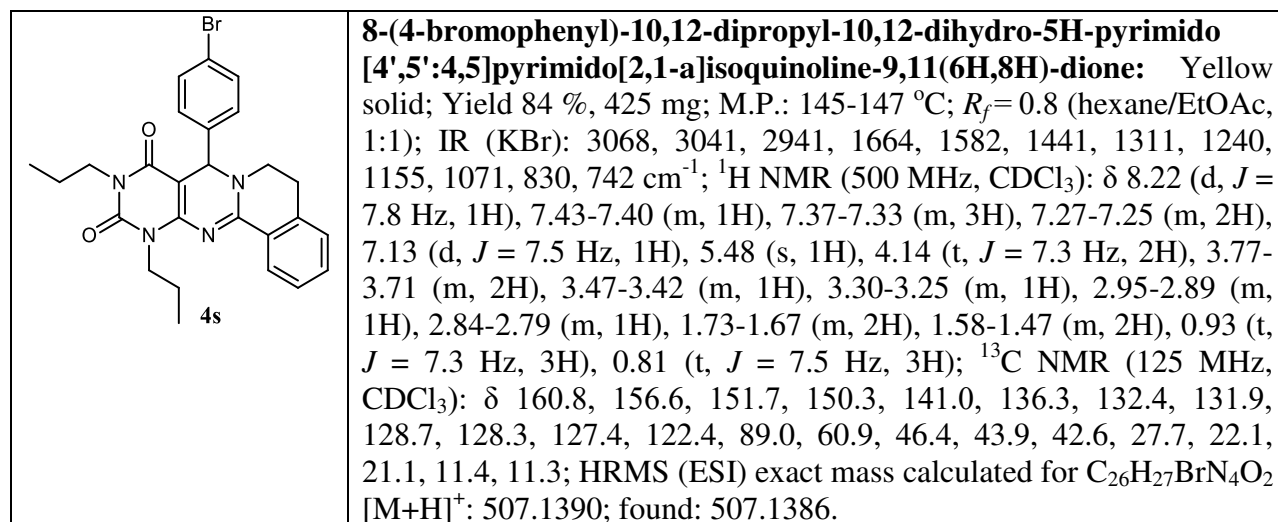 Br
O
N
N
O
N
N
4s
8-(4-bromophenyl)-10,12-dipropyl-10,12-dihydro-5H-pyrimido
[4',5':4,5]pyrimido[2,1-a]isoquinoline-9,11(6H,8H)-dione: Yellow
solid; Yield 84 %, 425 mg; M.P.: 145-147 °C; Rf = 0.8 (hexane/EtOAc,
1:1); IR (KBr): 3068, 3041, 2941, 1664, 1582, 1441, 1311, 1240,
1155, 1071, 830, 742 cm⁻¹; ¹H NMR (500 MHz, CDCl₃): δ 8.22 (d, J =
7.8 Hz, 1H), 7.43-7.40 (m, 1H), 7.37-7.33 (m, 3H), 7.27-7.25 (m, 2H),
7.13 (d, J = 7.5 Hz, 1H), 5.48 (s, 1H), 4.14 (t, J = 7.3 Hz, 2H), 3.77-
3.71 (m, 2H), 3.47-3.42 (m, 1H), 3.30-3.25 (m, 1H), 2.95-2.89 (m,
1H), 2.84-2.79 (m, 1H), 1.73-1.67 (m, 2H), 1.58-1.47 (m, 2H), 0.93 (t,
J = 7.3 Hz, 3H), 0.81 (t, J = 7.5 Hz, 3H); ¹³C NMR (125 MHz,
CDCl₃): δ 160.8, 156.6, 151.7, 150.3, 141.0, 136.3, 132.4, 131.9,
128.7, 128.3, 127.4, 122.4, 89.0, 60.9, 46.4, 43.9, 42.6, 27.7, 22.1,
21.1, 11.4, 11.3; HRMS (ESI) exact mass calculated for C₂₆H₂₇BrN₄O₂
[M+H]⁺: 507.1390; found: 507.1386.